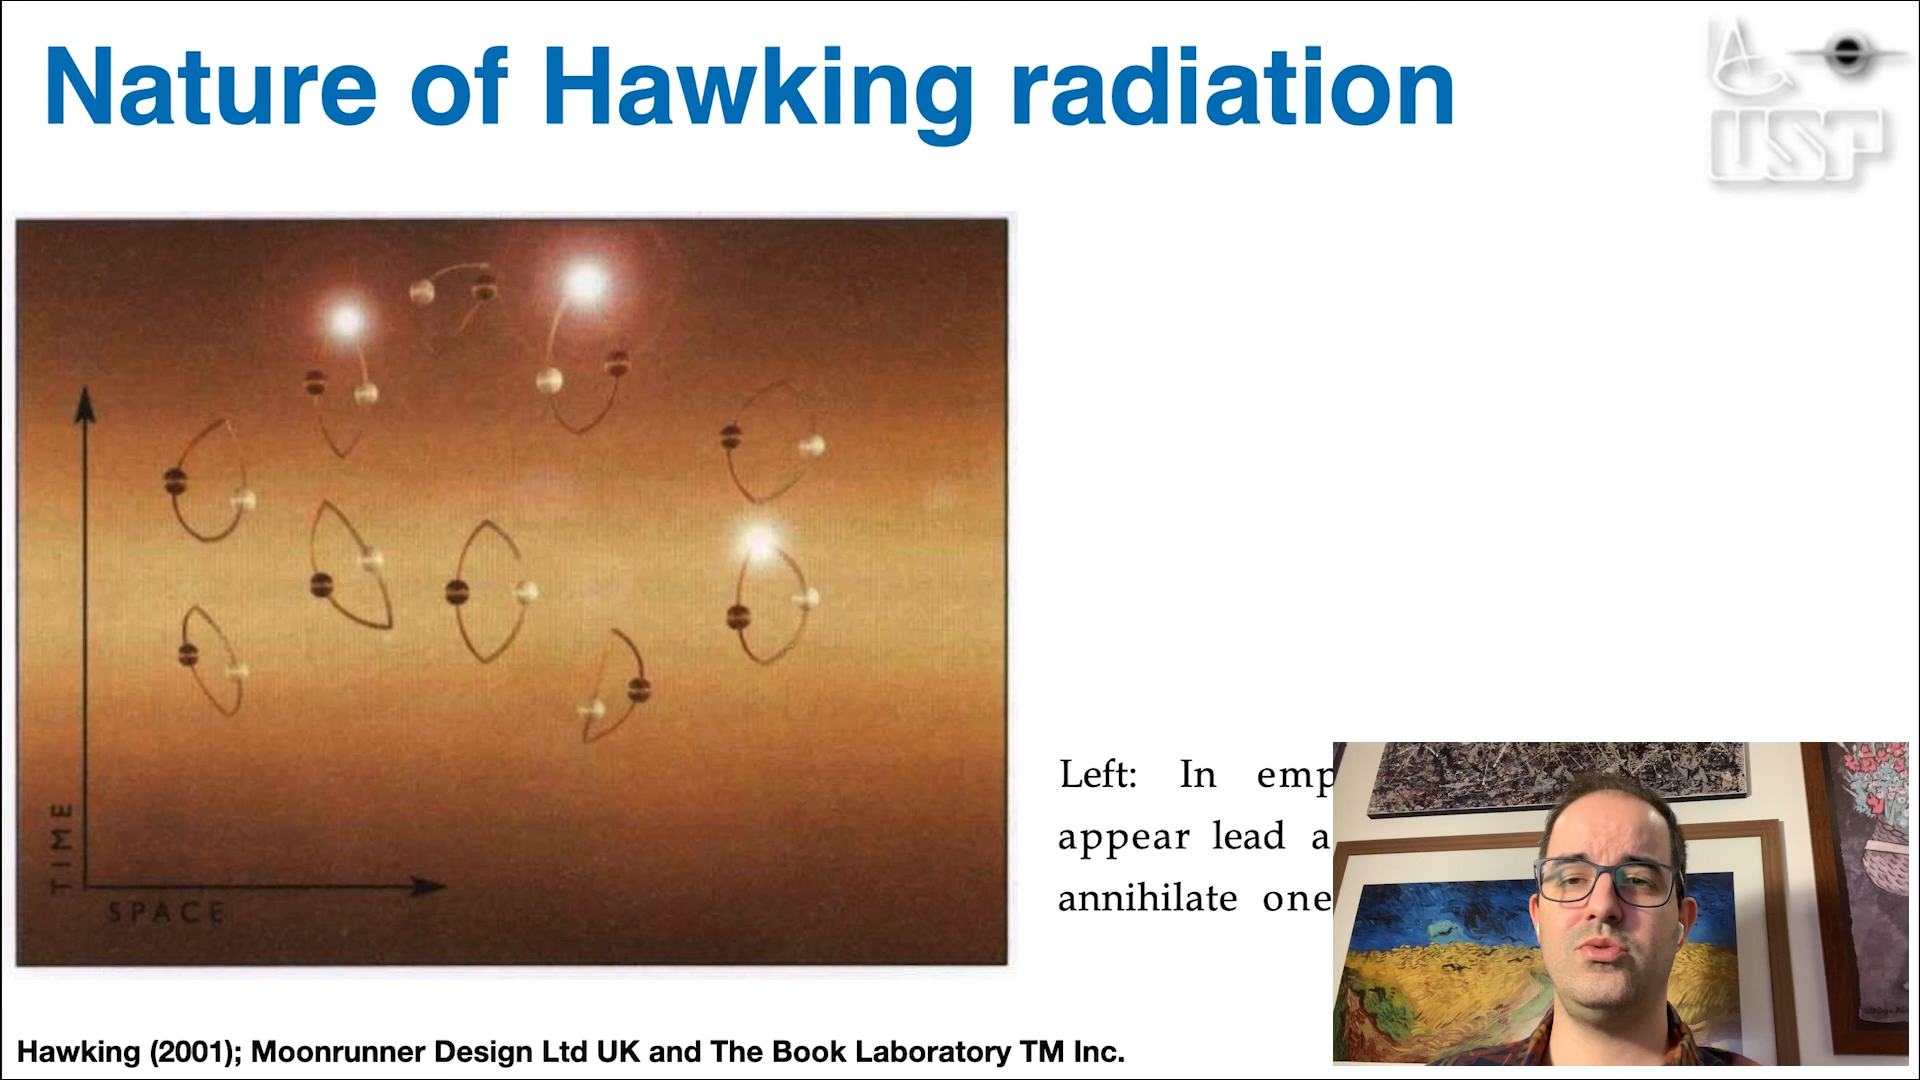 Nature of Hawking radiation
AG
USP
TIME
SPACE
Left: In emp
appear lead a
annihilate one
Hawking (2001); Moonrunner Design Ltd UK and The Book Laboratory TM Inc.